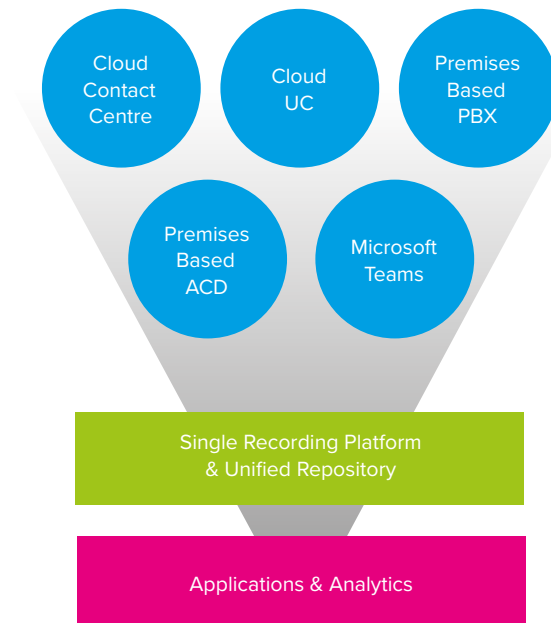 Cloud
Contact
Centre
Cloud
UC
Premises
Based
PBX
Premises
Based
ACD
Microsoft
Teams
Single Recording Platform
& Unified Repository
Applications & Analytics